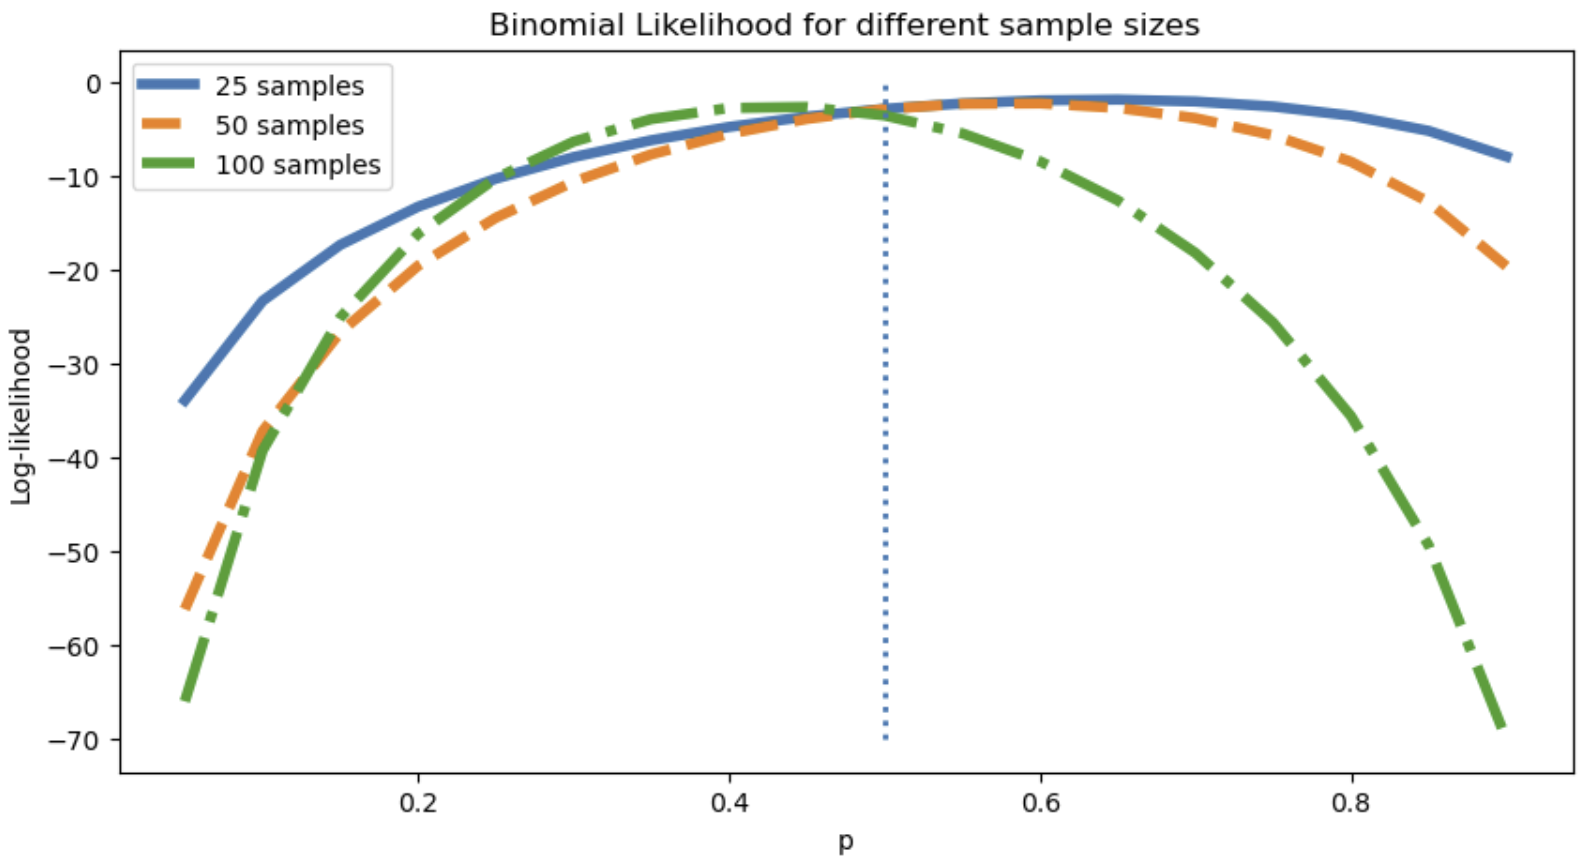 Binomial Likelihood for different sample sizes
25 samples
50 samples
100 samples
Log-likelihood
0
−10
−20
−30
−40
−50
−60
−70
0.2 0.4 0.6 0.8
p